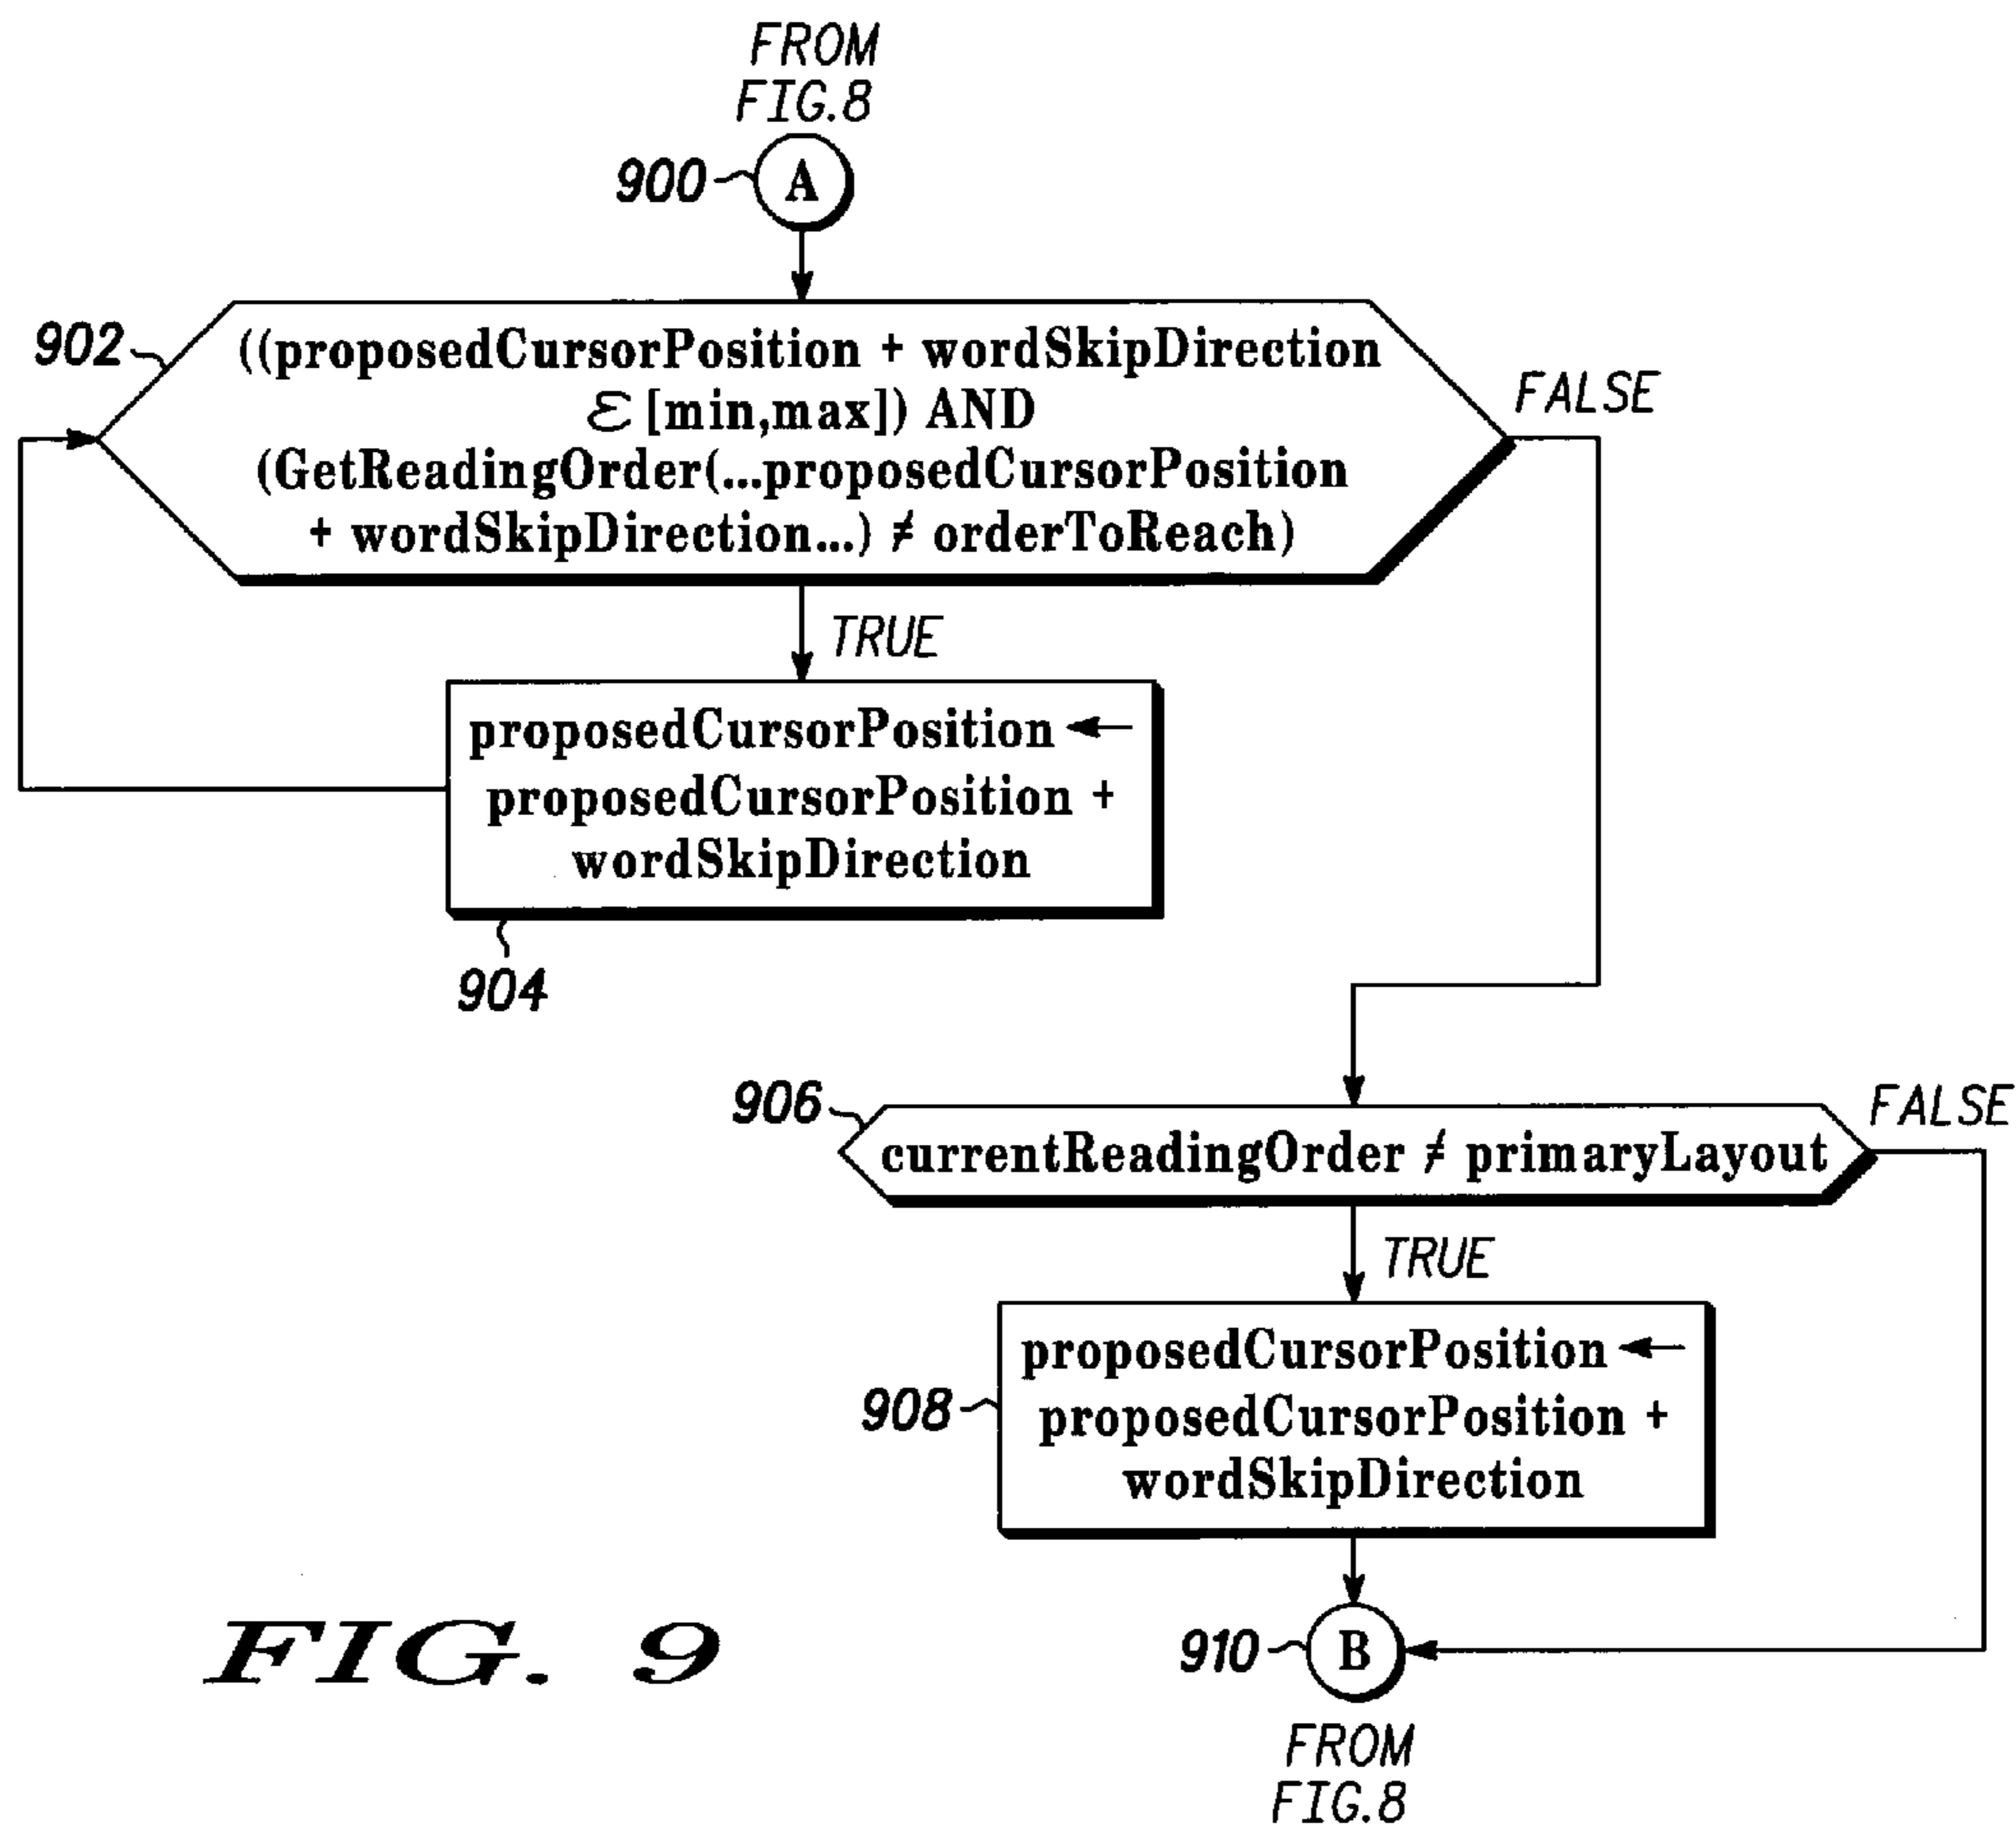 FROM
FIG.8
900
A
902
((proposedCursorPosition + wordSkipDirection
ε [min,max]) AND
(GetReadingOrder(...proposedCursorPosition
+ wordSkipDirection...) ≠ orderToReach)
FALSE
TRUE
proposedCursorPosition ←
proposedCursorPosition +
wordSkipDirection
904
906
currentReadingOrder ≠ primaryLayout
FALSE
TRUE
proposedCursorPosition ←
proposedCursorPosition +
wordSkipDirection
908
910
B
FROM
FIG.8
FIG. 9